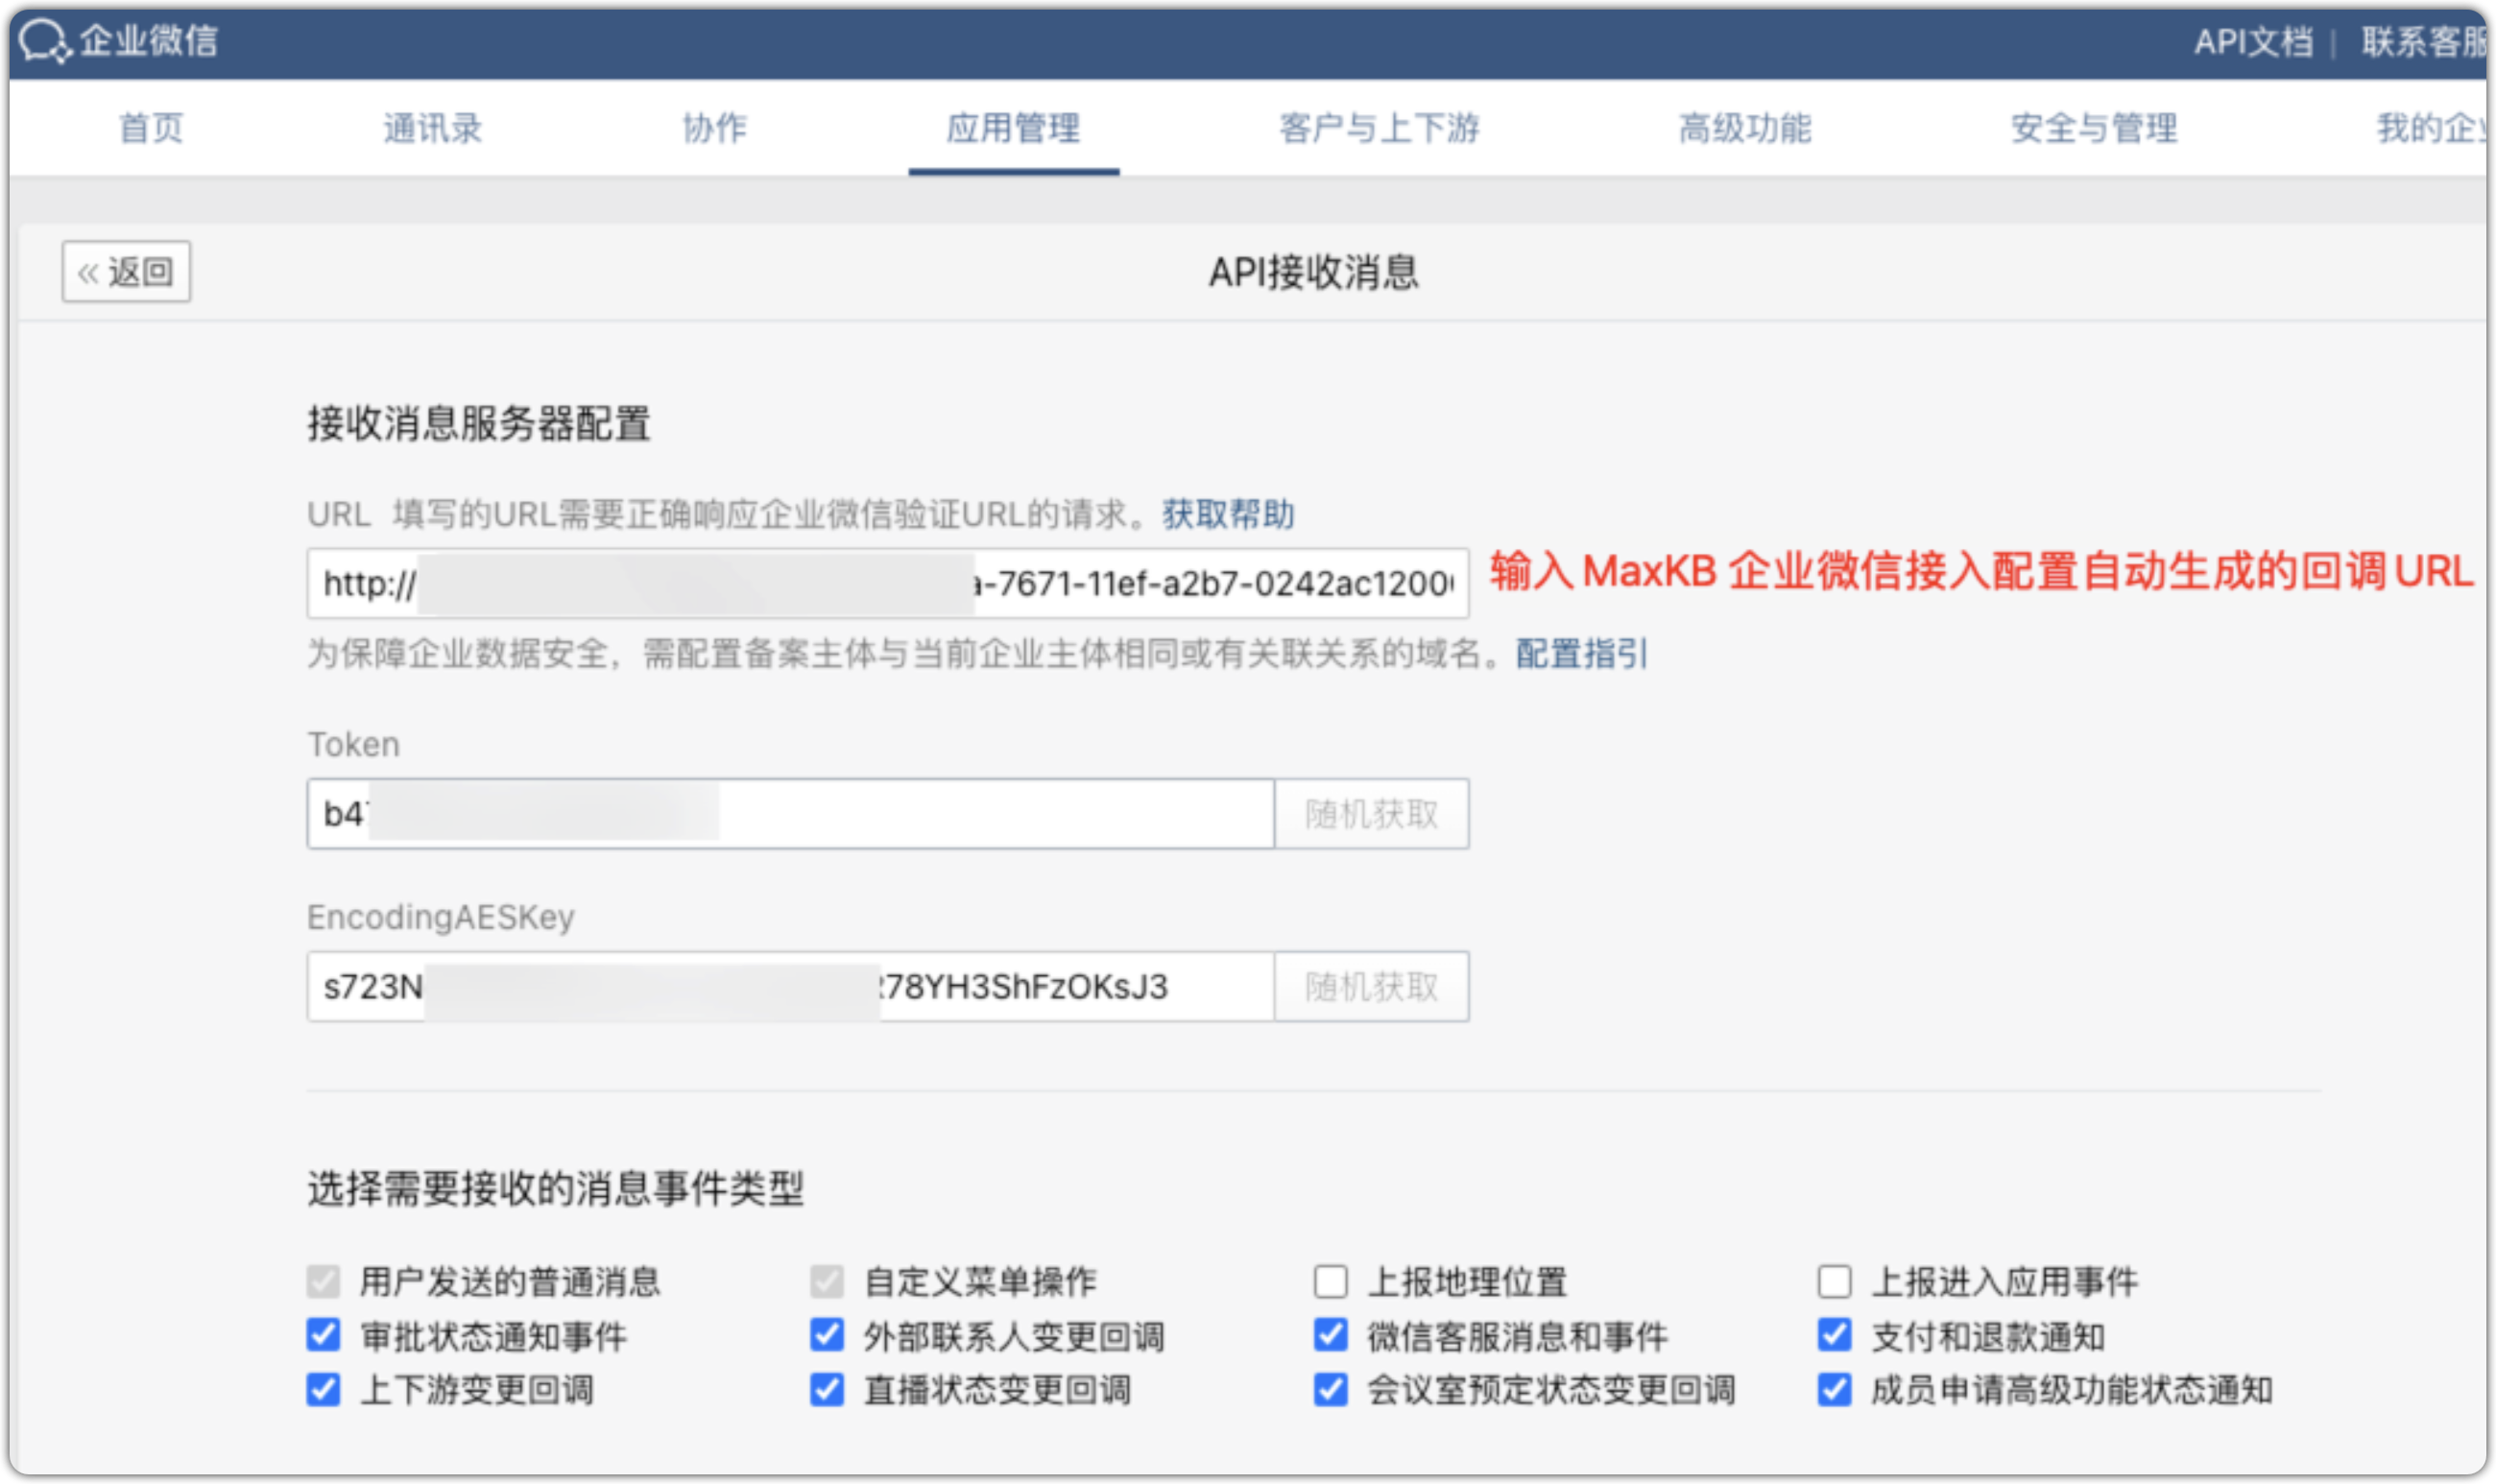 企业微信
API文档 | 联系客服
首页 通讯录 协作 应用管理 客户与上下游 高级功能 安全与管理 我的企业
« 返回
API接收消息
接收消息服务器配置
URL 填写的URL需要正确响应企业微信验证URL的请求。获取帮助
http:// a-7671-11ef-a2b7-0242ac1200
输入 MaxKB 企业微信接入配置自动生成的回调 URL
为保障企业数据安全，需配置备案主体与当前企业主体相同或有关联关系的域名。配置指引
Token
b4 随机获取
EncodingAESKey
s723N 78YH3ShFzOKsJ3 随机获取
选择需要接收的消息事件类型
用户发送的普通消息 自定义菜单操作 上报地理位置 上报进入应用事件
审批状态通知事件 外部联系人变更回调 微信客服消息和事件 支付和退款通知
上下游变更回调 直播状态变更回调 会议室预定状态变更回调 成员申请高级功能状态通知